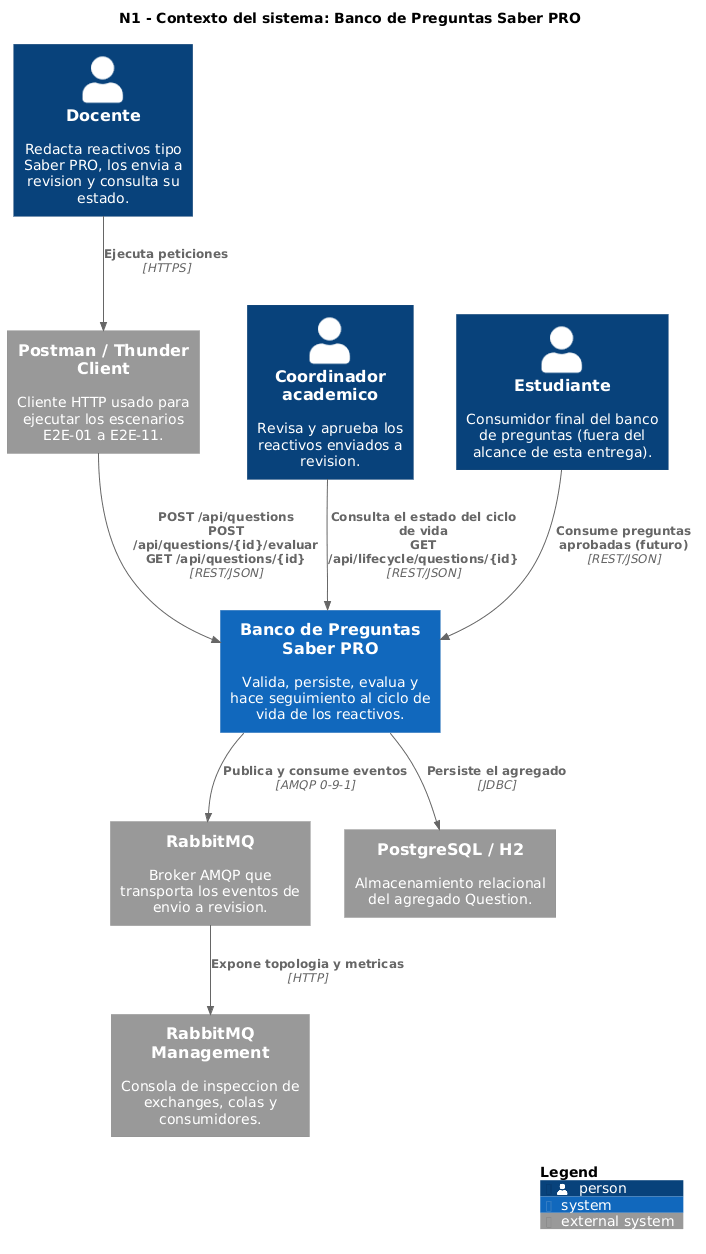 N1 - Contexto del sistema: Banco de Preguntas Saber PRO
Docente
Redacta reactivos tipo
Saber PRO, los envia a
revision y consulta su
estado.
Ejecuta peticiones
[HTTPS]
Postman / Thunder
Client
Cliente HTTP usado para
ejecutar los escenarios
E2E-01 a E2E-11.
Coordinador
academico
Revisa y aprueba los
reactivos enviados a
revision.
Estudiante
Consumidor final del banco
de preguntas (fuera del
alcance de esta entrega).
POST /api/questions
POST
/api/questions/{id}/evaluar
GET /api/questions/{id}
[REST/JSON]
Consulta el estado del ciclo
de vida
GET
/api/lifecycle/questions/{id}
[REST/JSON]
Consume preguntas
aprobadas (futuro)
[REST/JSON]
Banco de Preguntas
Saber PRO
Valida, persiste, evalua y
hace seguimiento al ciclo de
vida de los reactivos.
Publica y consume eventos
[AMQP 0-9-1]
Persiste el agregado
[JDBC]
RabbitMQ
Broker AMQP que
transporta los eventos de
envio a revision.
PostgreSQL / H2
Almacenamiento relacional
del agregado Question.
Expone topologia y metricas
[HTTP]
RabbitMQ
Management
Consola de inspeccion de
exchanges, colas y
consumidores.
Legend
person
system
external system